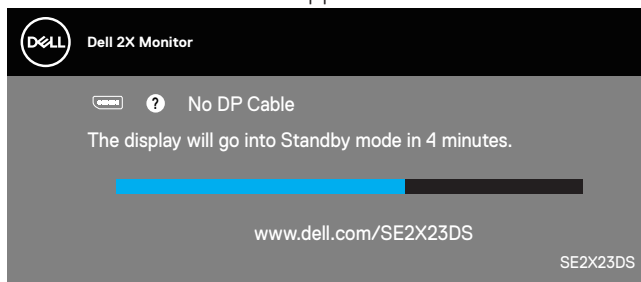 DELL
Dell 2X Monitor
? No DP Cable
The display will go into Standby mode in 4 minutes.
www.dell.com/SE2X23DS
SE2X23DS